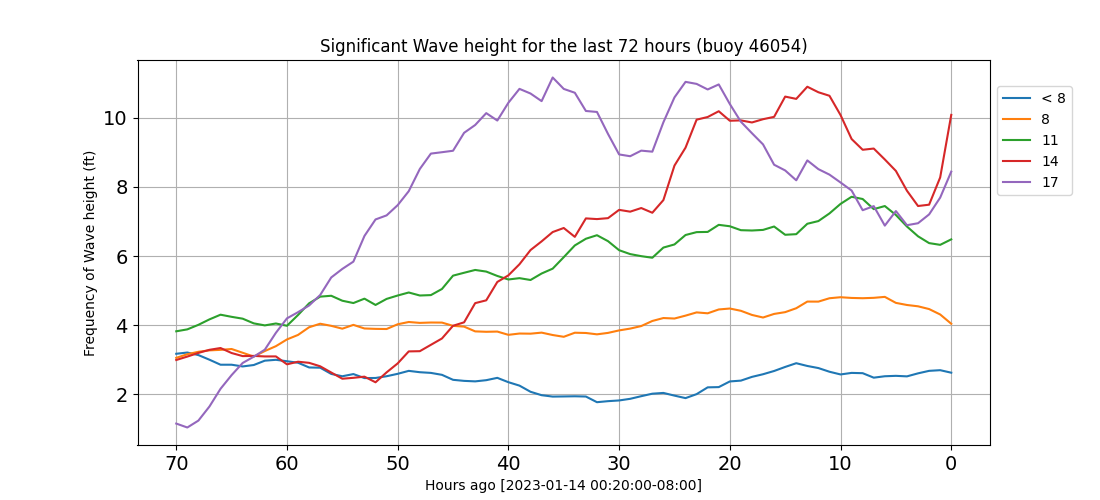 Significant Wave height for the last 72 hours (buoy 46054)
Frequency of Wave height (ft)
10
8
6
4
2
70 60 50 40 30 20 10 0
Hours ago [2023-01-14 00:20:00-08:00]
< 8
8
11
14
17